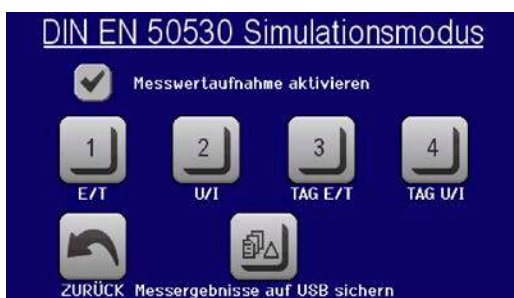 DIN EN 50530 Simulationsmodus
Messwertaufnahme aktivieren
1 2 3 4
E/T U/I TAG E/T TAG U/I
ZURÜCK Messergebnisse auf USB sichern